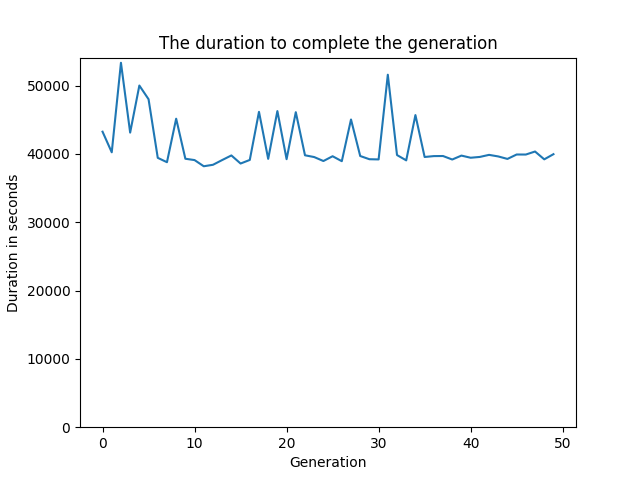 The duration to complete the generation
50000
40000
30000
20000
10000
0
Duration in seconds
0 10 20 30 40 50
Generation